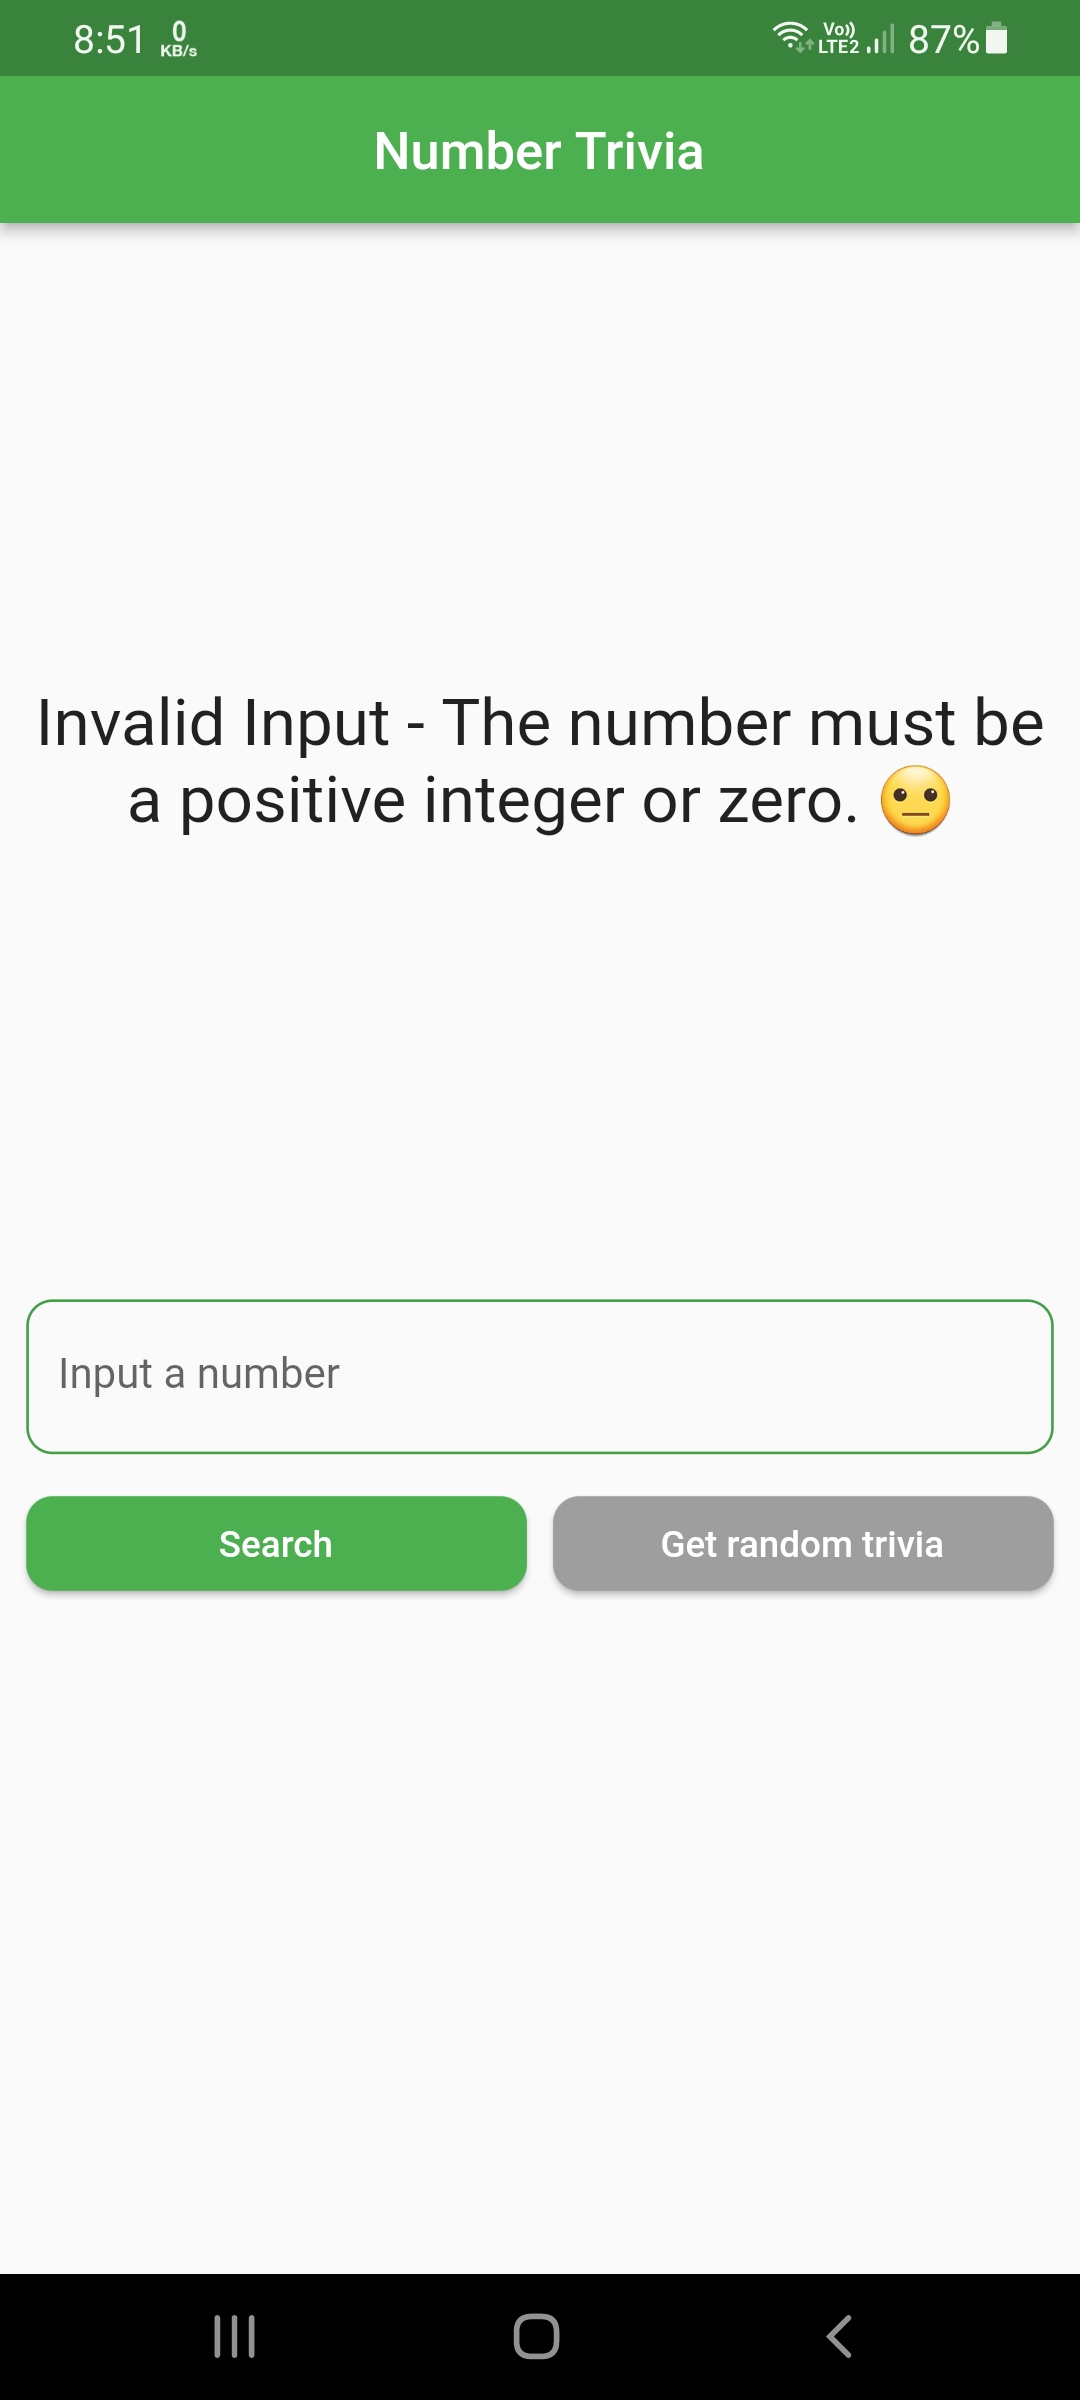 8:51 0 KB/s Vo)) LTE2 87%
Number Trivia
Invalid Input - The number must be
a positive integer or zero. 😐
Input a number
Search Get random trivia